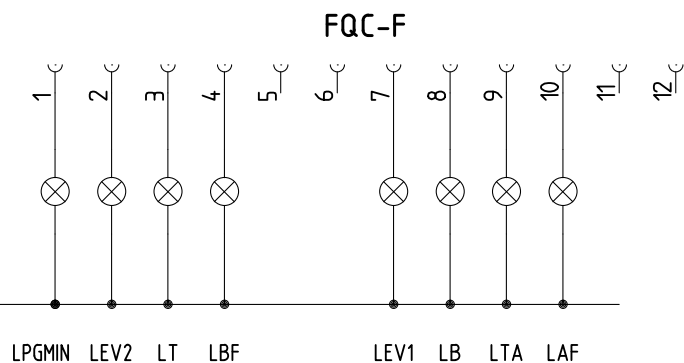 FQC-F
1 2 3 4 5 6 7 8 9 10 11 12
LPGMIN LEV2 LT LBF LEV1 LB LTA LAF